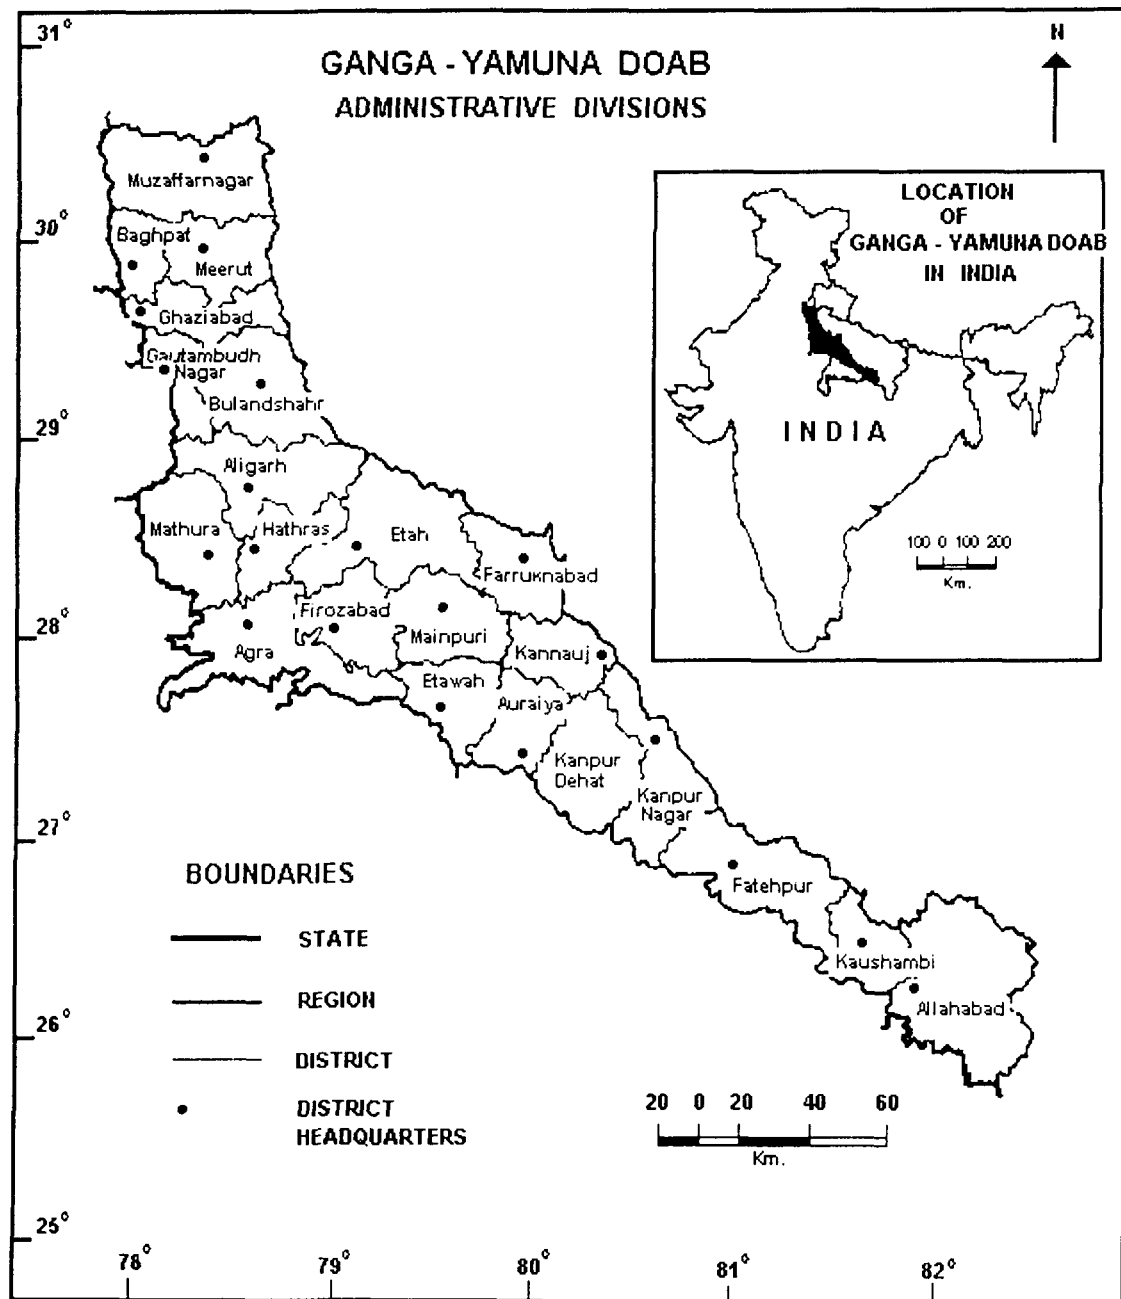 GANGA - YAMUNA DOAB
ADMINISTRATIVE DIVISIONS
N
31°
30°
29°
28°
27°
26°
25°
78°
79°
80°
81°
82°
LOCATION
OF
GANGA - YAMUNA DOAB
IN INDIA
INDIA
100 0 100 200
Km.
Muzaffarnagar
Baghpat
Meerut
Ghaziabad
Gautambudh
Nagar
Bulandshahr
Aligarh
Mathura
Hathras
Etah
Farruknabad
Firozabad
Mainpuri
Agra
Kannauj
Etawah
Auraiya
Kanpur
Dehat
Kanpur
Nagar
Fatehpur
Kaushambi
Allahabad
BOUNDARIES
STATE
REGION
DISTRICT
DISTRICT
HEADQUARTERS
20 0 20 40 60
Km.